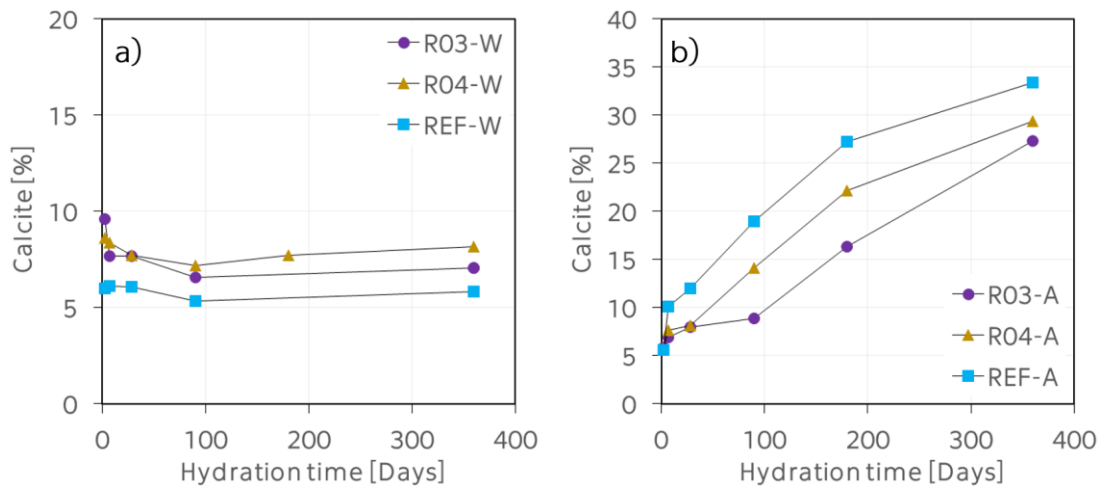 a)
20
15
10
5
0
Calcite [%]
R03-W
R04-W
REF-W
0 100 200 300 400
Hydration time [Days]
b)
40
35
30
25
20
15
10
5
0
Calcite [%]
R03-A
R04-A
REF-A
0 100 200 300 400
Hydration time [Days]